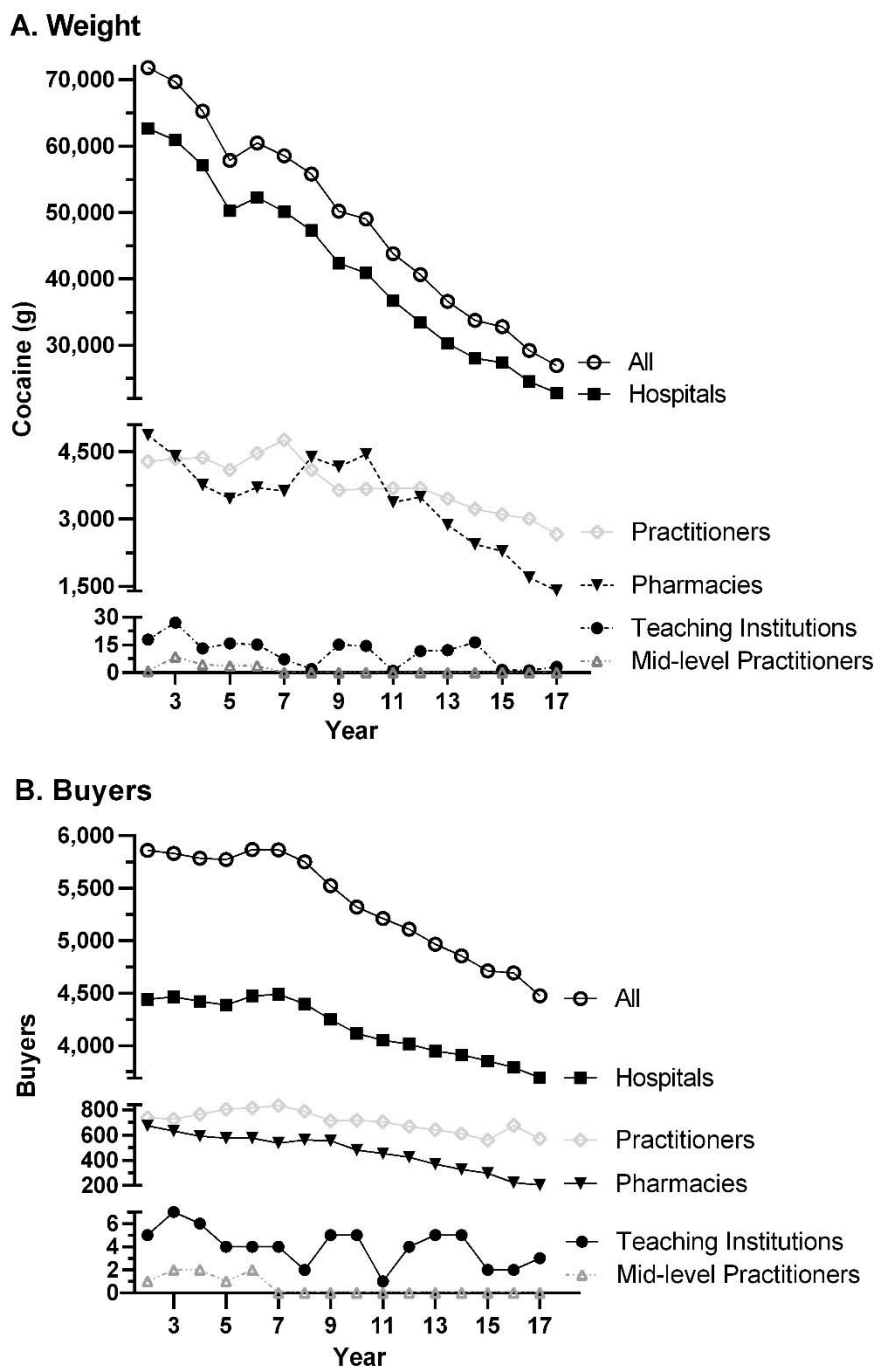 A. Weight
70,000
60,000
50,000
40,000
30,000
Cocaine (g)
All
Hospitals
4,500
3,000
1,500
Practitioners
Pharmacies
30
15
0
Teaching Institutions
Mid-level Practitioners
3 5 7 9 11 13 15 17
Year
B. Buyers
6,000
5,500
5,000
4,500
4,000
Buyers
All
Hospitals
800
600
400
200
Practitioners
Pharmacies
6
4
2
0
Teaching Institutions
Mid-level Practitioners
3 5 7 9 11 13 15 17
Year